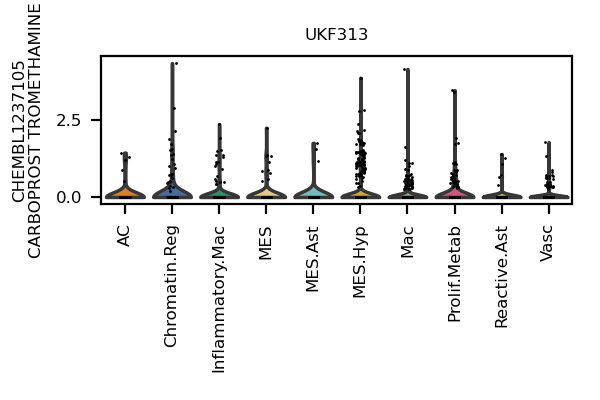 UKF313
CHEMBL1237105
CARBOPROST TROMETHAMINE
2.5
0.0
AC
Chromatin.Reg
Inflammatory.Mac
MES
MES.Ast
MES.Hyp
Mac
Prolif.Metab
Reactive.Ast
Vasc